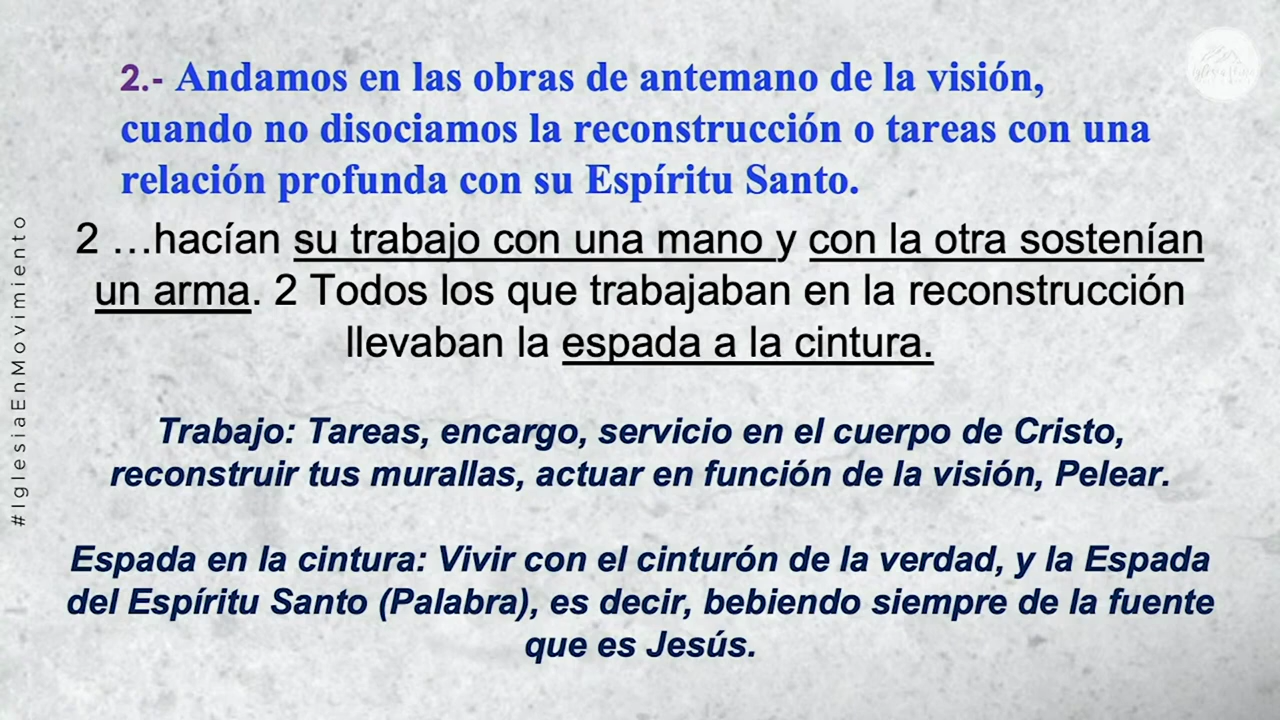 2.- Andamos en las obras de antemano de la visión,
cuando no disociamos la reconstrucción o tareas con una
relación profunda con su Espíritu Santo.
2 …hacían su trabajo con una mano y con la otra sostenían
un arma. 2 Todos los que trabajaban en la reconstrucción
llevaban la espada a la cintura.
Trabajo: Tareas, encargo, servicio en el cuerpo de Cristo,
reconstruir tus murallas, actuar en función de la visión, Pelear.
Espada en la cintura: Vivir con el cinturón de la verdad, y la Espada
del Espíritu Santo (Palabra), es decir, bebiendo siempre de la fuente
que es Jesús.
#IglesiaEnMovimiento